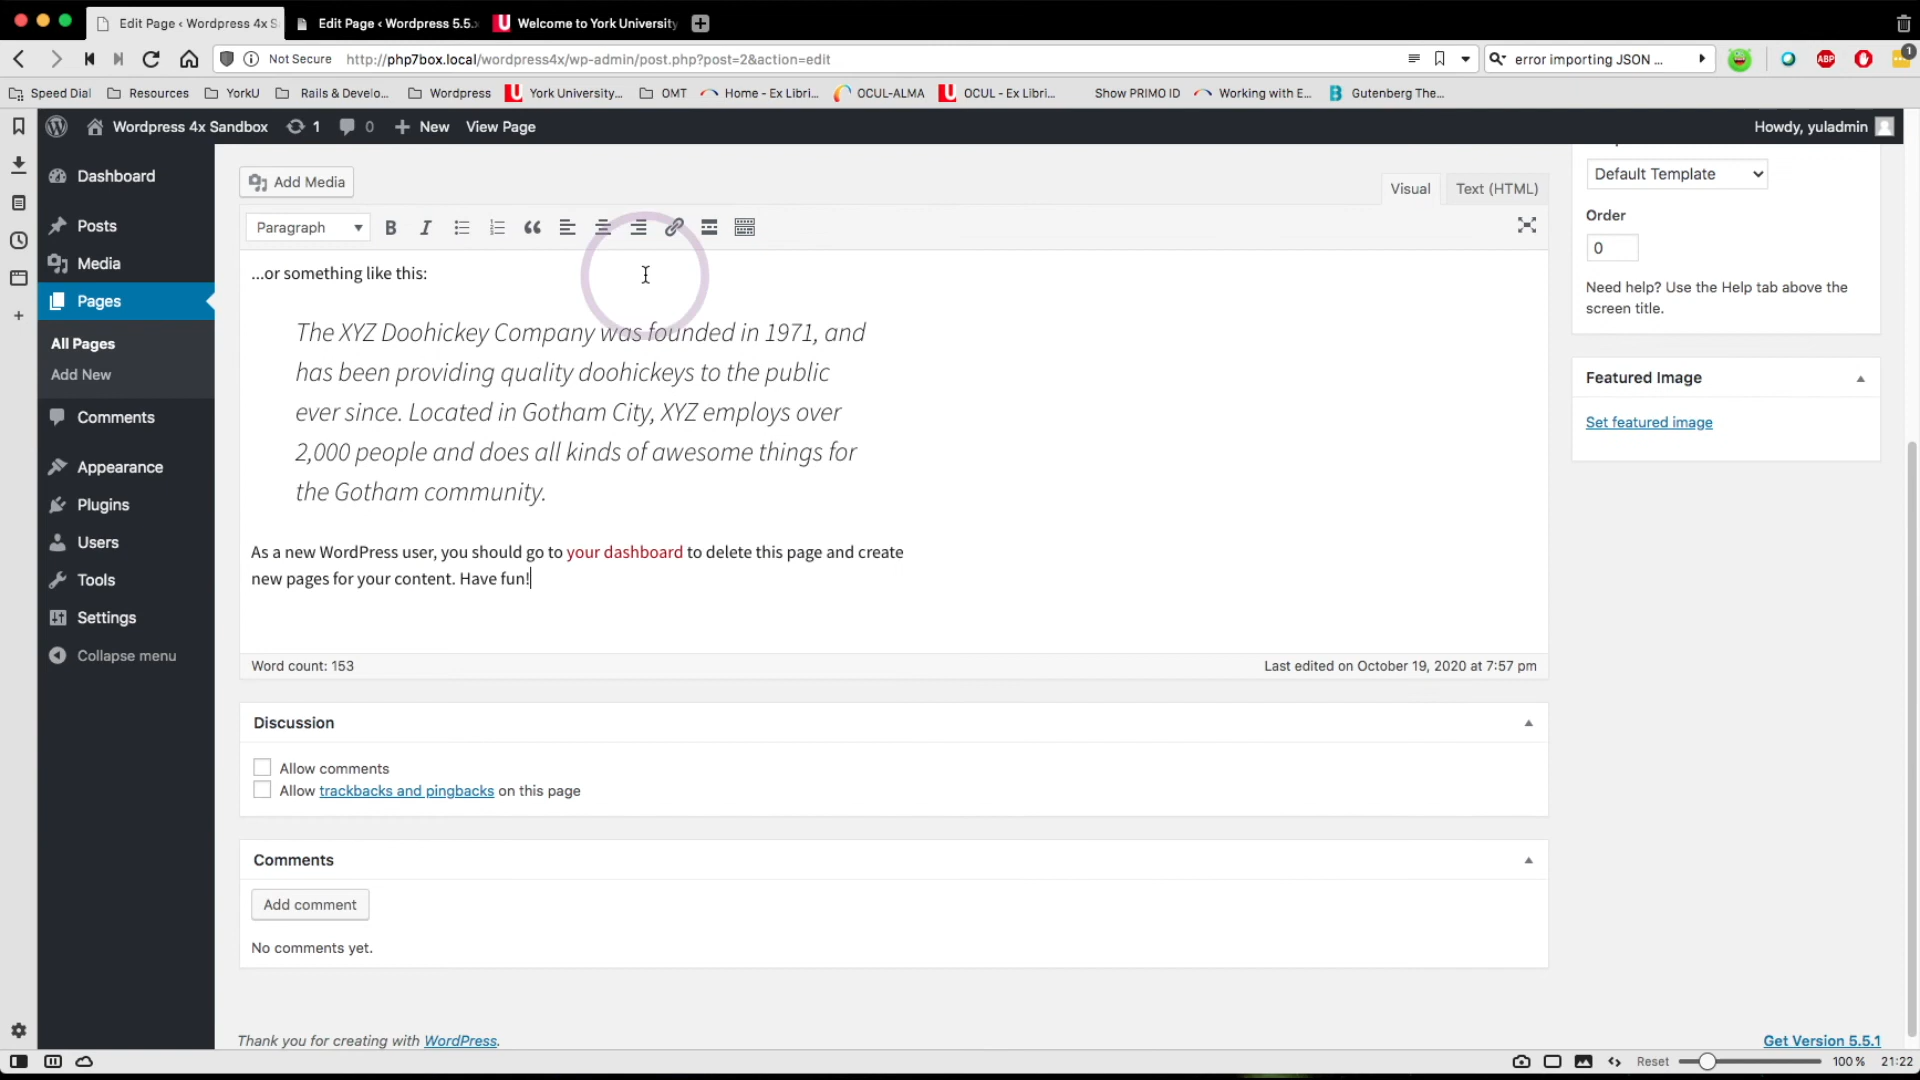 Edit Page ‹ Wordpress 4x S
Edit Page ‹ Wordpress 5.5.
Welcome to York University
Not Secure
http://php7box.local/wordpress4x/wp-admin/post.php?post=2&action=edit
error importing JSON ...
ABP
1
Speed Dial
Resources
YorkU
Rails & Develo...
Wordpress
York University...
OMT
Home - Ex Libri...
OCUL-ALMA
OCUL - Ex Libri...
Show PRIMO ID
Working with E...
Gutenberg The...
Wordpress 4x Sandbox
1
0
New
View Page
Howdy, yuladmin
Dashboard
Posts
Media
Pages
All Pages
Add New
Comments
Appearance
Plugins
Users
Tools
Settings
Collapse menu
Add Media
Visual
Text (HTML)
Paragraph
B
I
...or something like this:
The XYZ Doohickey Company was founded in 1971, and
has been providing quality doohickeys to the public
ever since. Located in Gotham City, XYZ employs over
2,000 people and does all kinds of awesome things for
the Gotham community.
As a new WordPress user, you should go to your dashboard to delete this page and create
new pages for your content. Have fun!
Word count: 153
Last edited on October 19, 2020 at 7:57 pm
Discussion
Allow comments
Allow trackbacks and pingbacks on this page
Comments
Add comment
No comments yet.
Default Template
Order
0
Need help? Use the Help tab above the
screen title.
Featured Image
Set featured image
Thank you for creating with WordPress.
Get Version 5.5.1
Reset
100 %
21:22